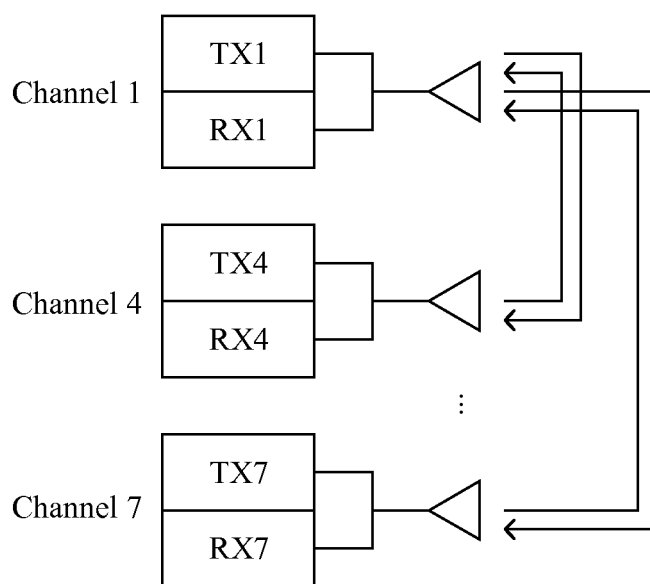 TX1
Channel 1
RX1
TX4
Channel 4
RX4
⋮
TX7
Channel 7
RX7